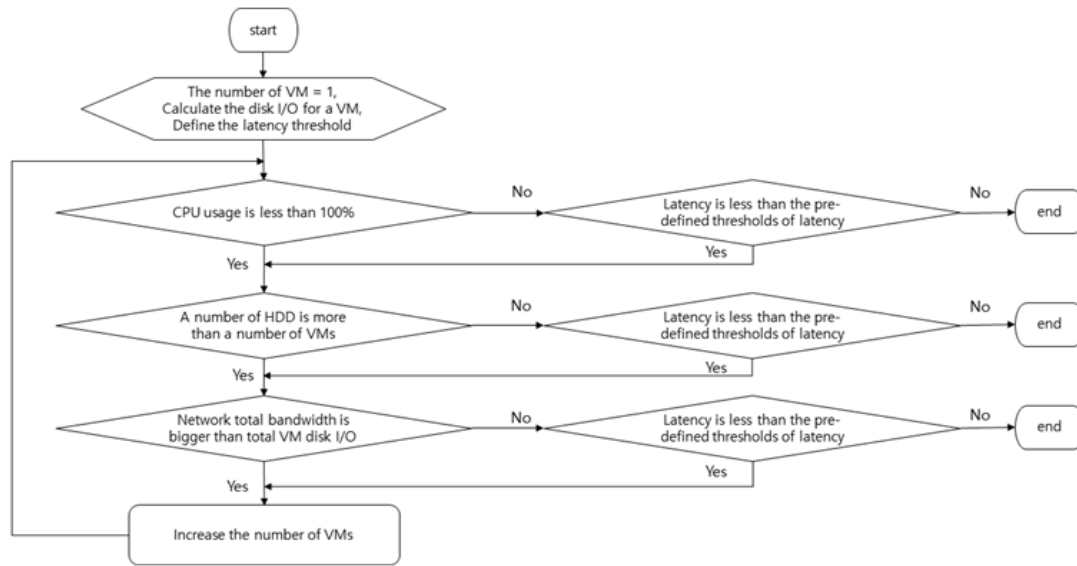 start
The number of VM = 1,
Calculate the disk I/O for a VM,
Define the latency threshold
CPU usage is less than 100%
No
Latency is less than the pre-
defined thresholds of latency
No
end
Yes
Yes
A number of HDD is more
than a number of VMs
No
Latency is less than the pre-
defined thresholds of latency
No
end
Yes
Yes
Network total bandwidth is
bigger than total VM disk I/O
No
Latency is less than the pre-
defined thresholds of latency
No
end
Yes
Yes
Increase the number of VMs